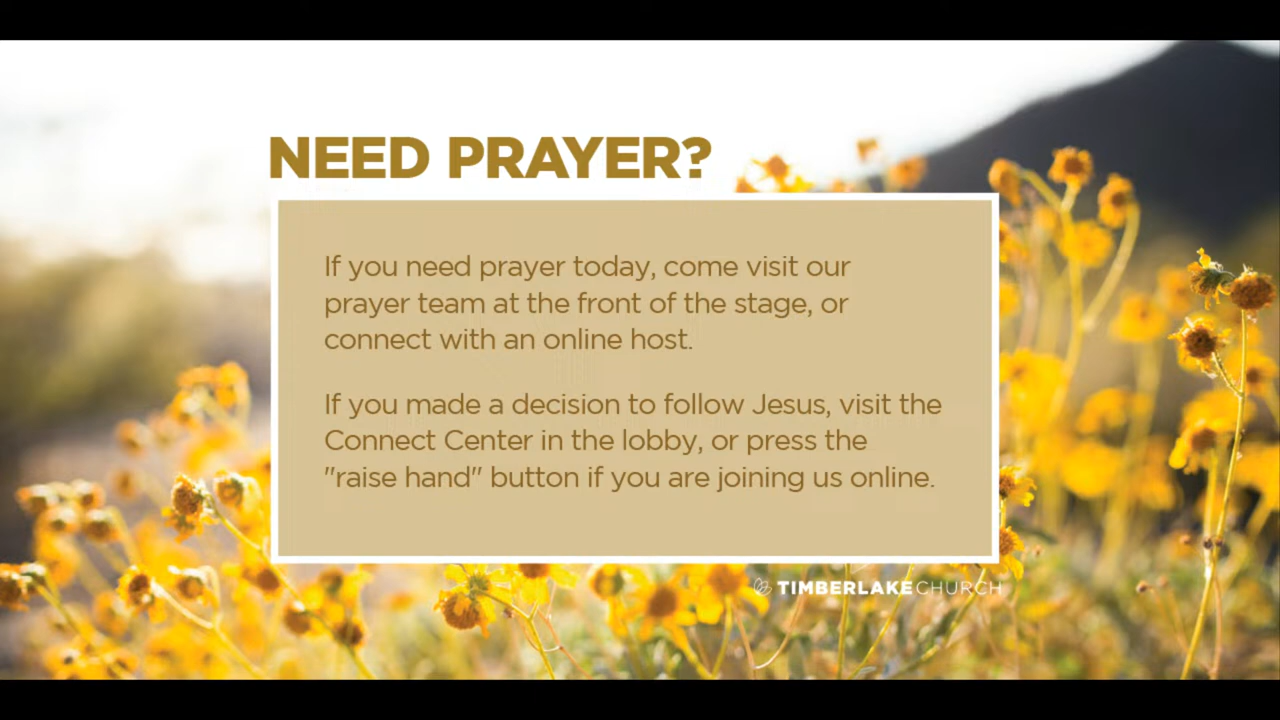 NEED PRAYER?
If you need prayer today, come visit our
prayer team at the front of the stage, or
connect with an online host.
If you made a decision to follow Jesus, visit the
Connect Center in the lobby, or press the
"raise hand" button if you are joining us online.
TIMBERLAKECHURCH